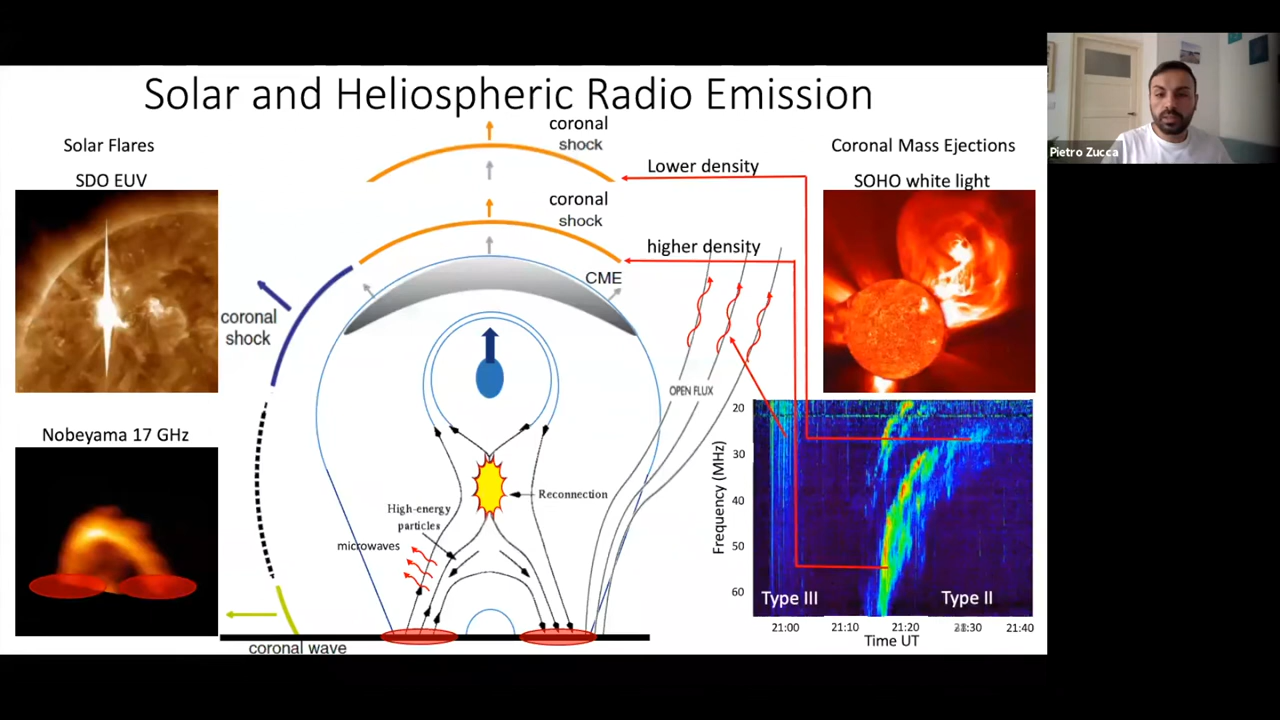 Solar and Heliospheric Radio Emission
Solar Flares
SDO EUV
Nobeyama 17 GHz
coronal
shock
coronal
shock
coronal
shock
Lower density
higher density
CME
OPEN FLUX
Reconnection
High-energy
particles
microwaves
coronal wave
Coronal Mass Ejections
SOHO white light
Frequency (MHz)
20
30
40
50
60
Type III
Type II
21:00
21:10
21:20
21:40
Time UT
Pietro Zucca